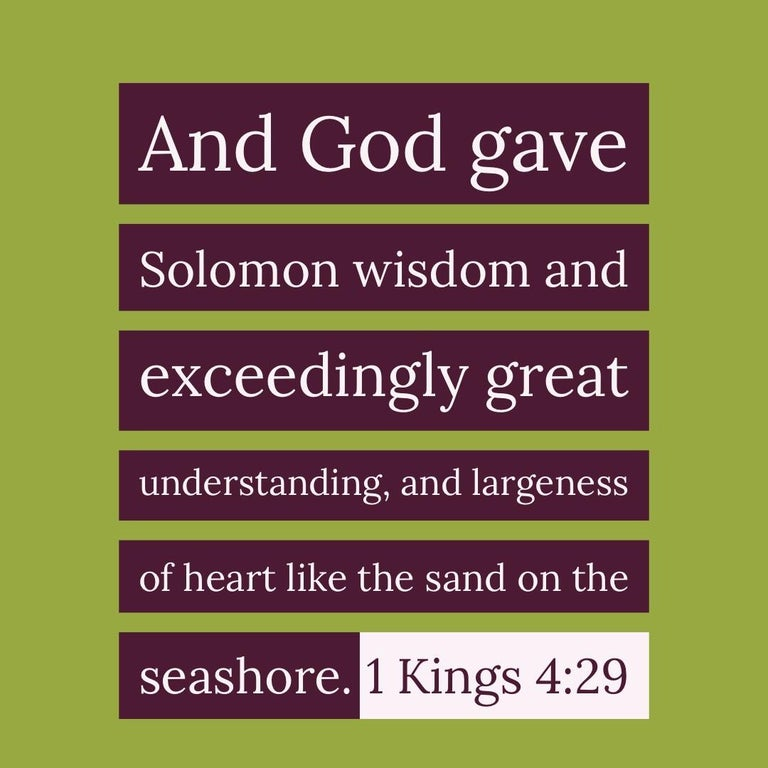 And God gave
Solomon wisdom and
exceedingly great
understanding, and largeness
of heart like the sand on the
seashore. 1 Kings 4:29